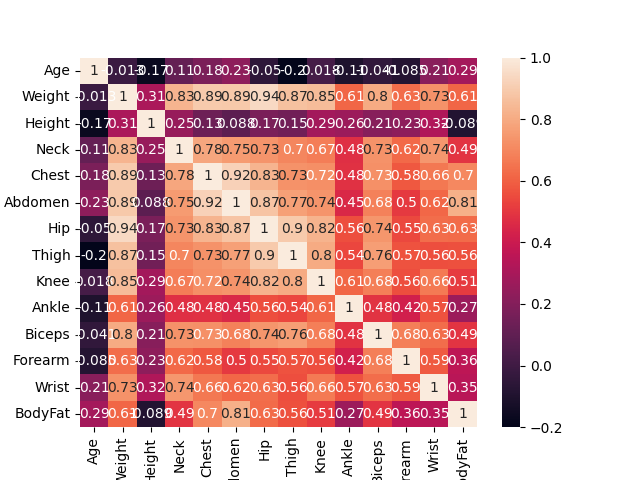 Age 1 -0.013 -0.17 0.11 0.18 0.23 -0.05 -0.2 0.018 -0.11 -0.041 -0.085 0.21 0.29
Weight -0.013 1 0.31 0.83 0.89 0.89 0.94 0.87 0.85 0.61 0.8 0.63 0.73 0.61
Height -0.17 0.31 1 0.25 0.13 0.088 0.17 0.15 0.29 0.26 0.21 0.23 0.32 -0.089
Neck 0.11 0.83 0.25 1 0.78 0.75 0.73 0.7 0.67 0.48 0.73 0.62 0.74 0.49
Chest 0.18 0.89 0.13 0.78 1 0.92 0.83 0.73 0.72 0.48 0.73 0.58 0.66 0.7
Abdomen 0.23 0.89 0.088 0.75 0.92 1 0.87 0.77 0.74 0.45 0.68 0.5 0.62 0.81
Hip -0.05 0.94 0.17 0.73 0.83 0.87 1 0.9 0.82 0.56 0.74 0.55 0.63 0.63
Thigh -0.2 0.87 0.15 0.7 0.73 0.77 0.9 1 0.8 0.54 0.76 0.57 0.56 0.56
Knee 0.018 0.85 0.29 0.67 0.72 0.74 0.82 0.8 1 0.61 0.68 0.56 0.66 0.51
Ankle -0.11 0.61 0.26 0.48 0.48 0.45 0.56 0.54 0.61 1 0.48 0.42 0.57 0.27
Biceps -0.041 0.8 0.21 0.73 0.73 0.68 0.74 0.76 0.68 0.48 1 0.68 0.63 0.49
Forearm -0.085 0.63 0.23 0.62 0.58 0.5 0.55 0.57 0.56 0.42 0.68 1 0.59 0.36
Wrist 0.21 0.73 0.32 0.74 0.66 0.62 0.63 0.56 0.66 0.57 0.63 0.59 1 0.35
BodyFat 0.29 0.61 -0.089 0.49 0.7 0.81 0.63 0.56 0.51 0.27 0.49 0.36 0.35 1
Age Weight Height Neck Chest domen Hip Thigh Knee Ankle Biceps rearm Wrist odyFat
1.0
0.8
0.6
0.4
0.2
0.0
−0.2